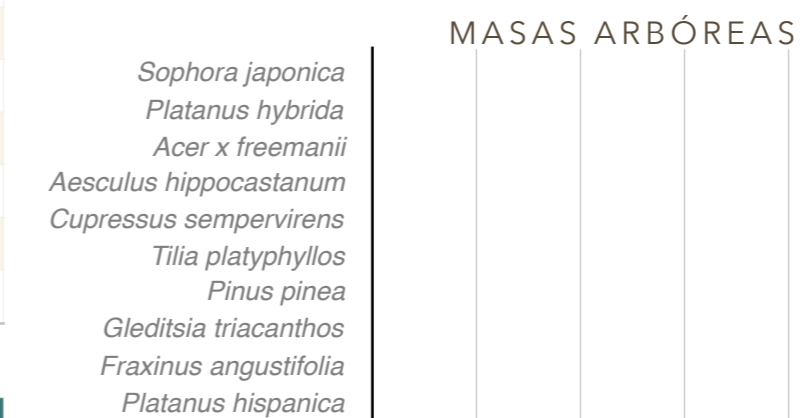 MASAS ARBÓREAS
Sophora japonica
Platanus hybrida
Acer x freemanii
Aesculus hippocastanum
Cupressus sempervirens
Tilia platyphyllos
Pinus pinea
Gleditsia triacanthos
Fraxinus angustifolia
Platanus hispanica